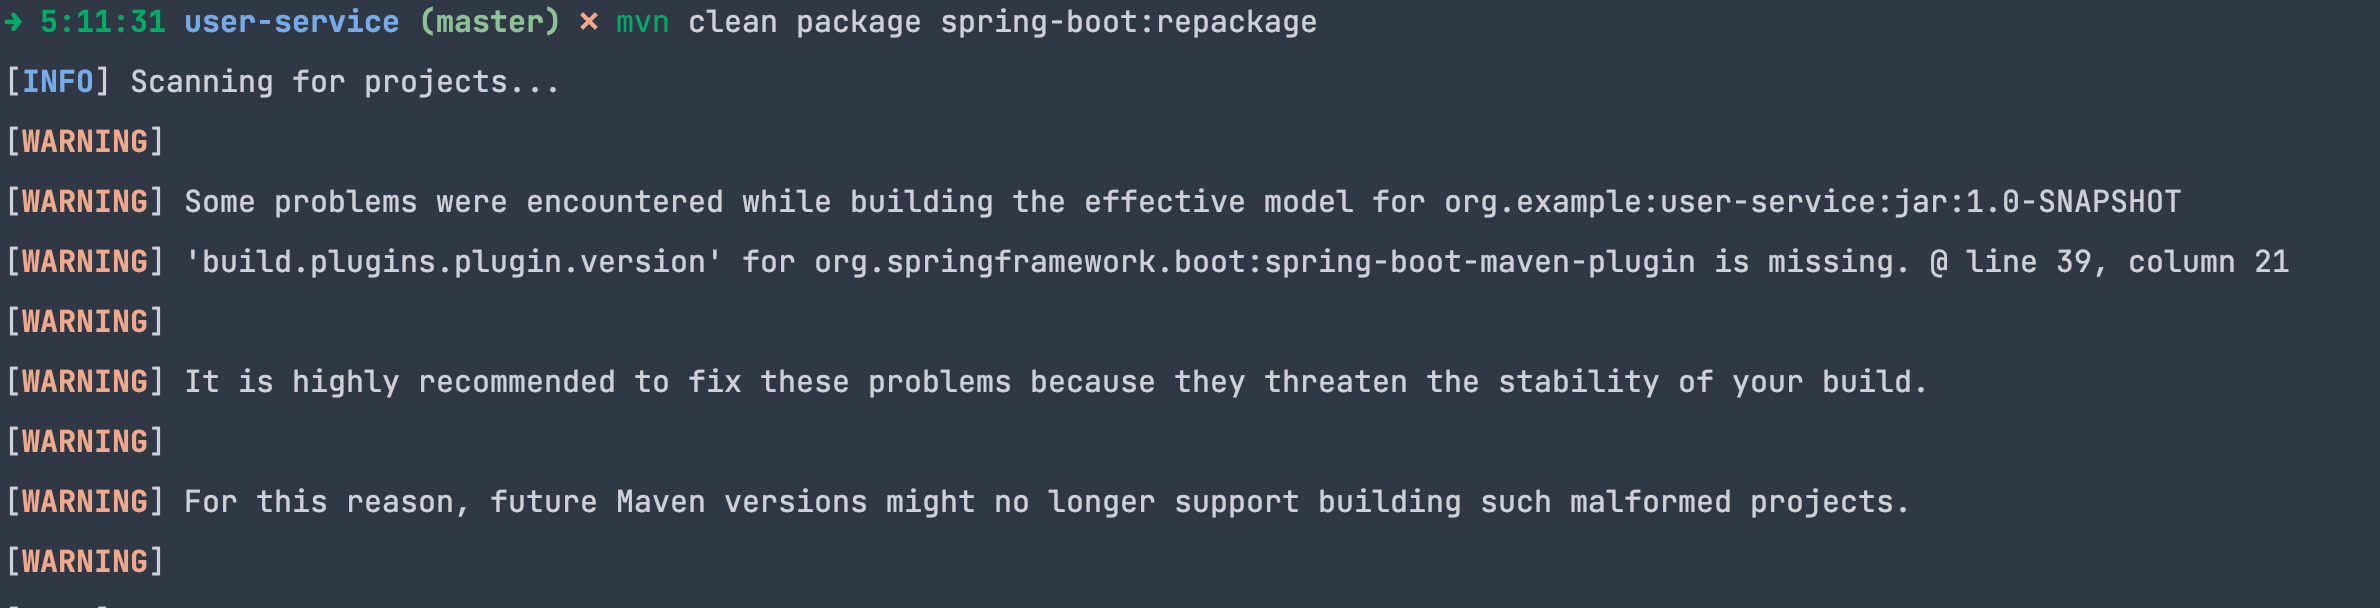 → 5:11:31 user-service (master) × mvn clean package spring-boot:repackage
[INFO] Scanning for projects...
[WARNING]
[WARNING] Some problems were encountered while building the effective model for org.example:user-service:jar:1.0-SNAPSHOT
[WARNING] 'build.plugins.plugin.version' for org.springframework.boot:spring-boot-maven-plugin is missing. @ line 39, column 21
[WARNING]
[WARNING] It is highly recommended to fix these problems because they threaten the stability of your build.
[WARNING]
[WARNING] For this reason, future Maven versions might no longer support building such malformed projects.
[WARNING]